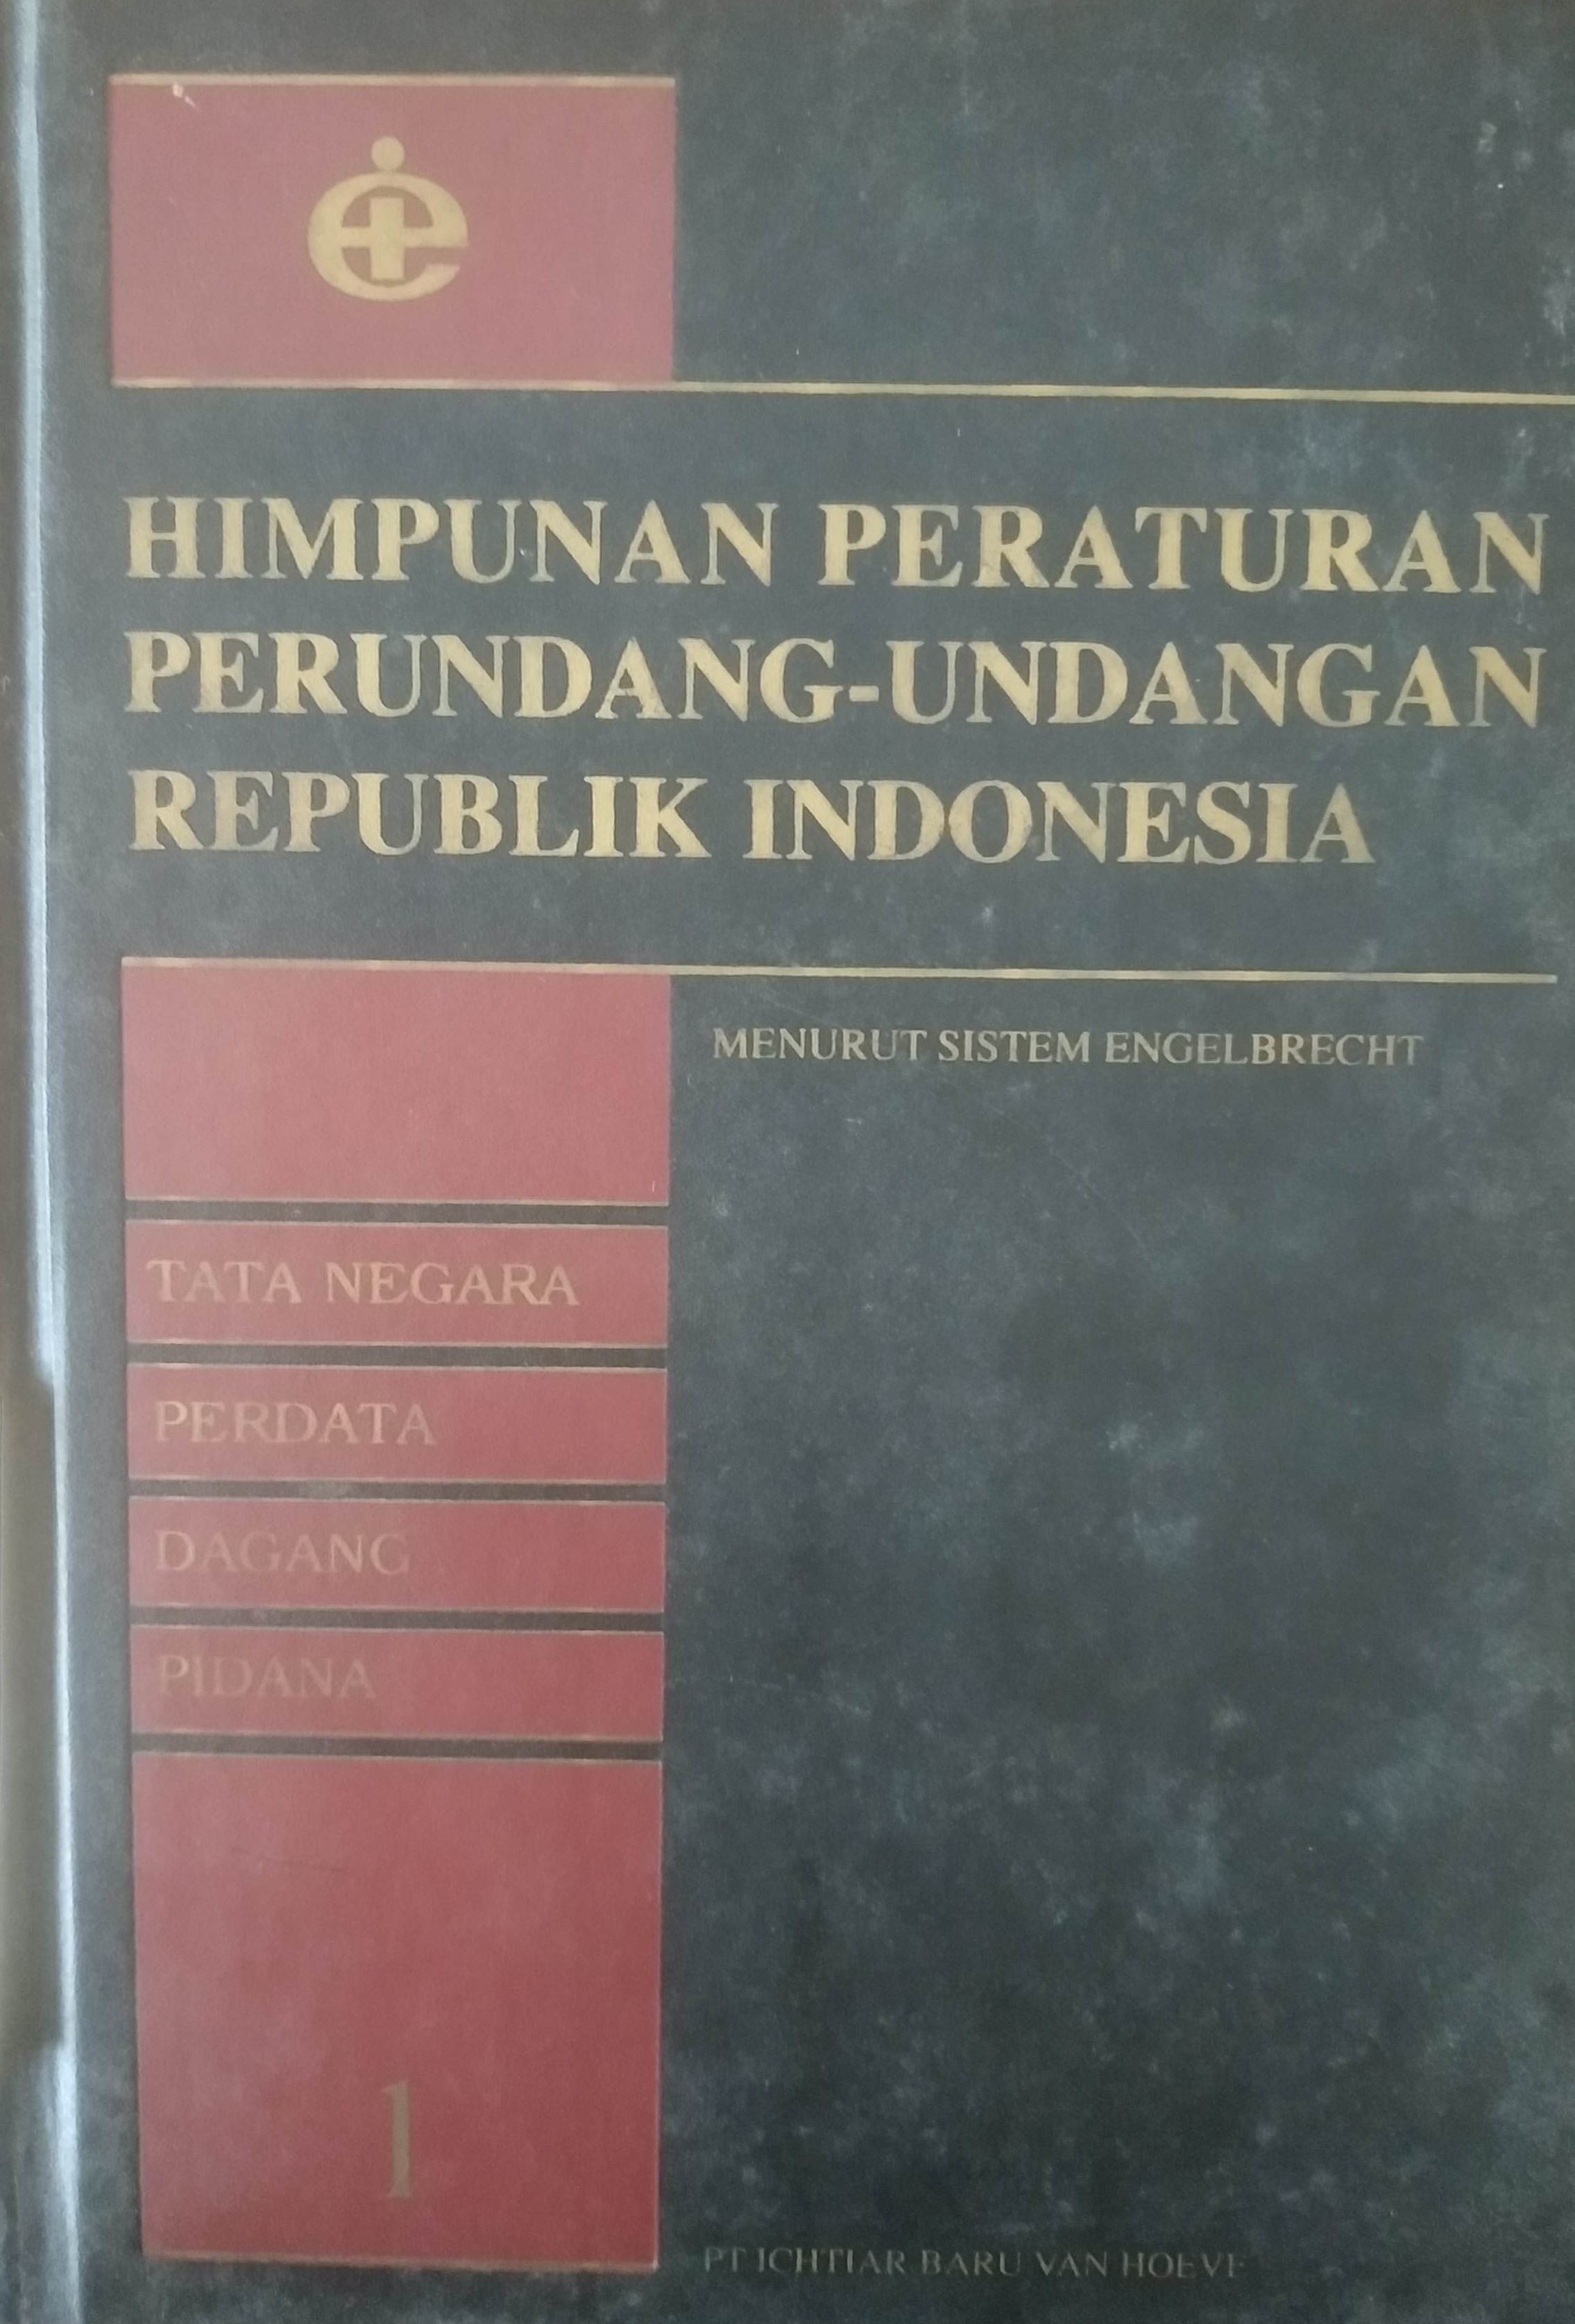 HIMPUNAN PERATURAN
PERUNDANG-UNDANGAN
REPUBLIK INDONESIA
MENURUT SISTEM ENGELBRECHT
TATA NEGARA
PERDATA
DAGANG
PIDANA
1
PT ICHTIAR BARU VAN HOEVE